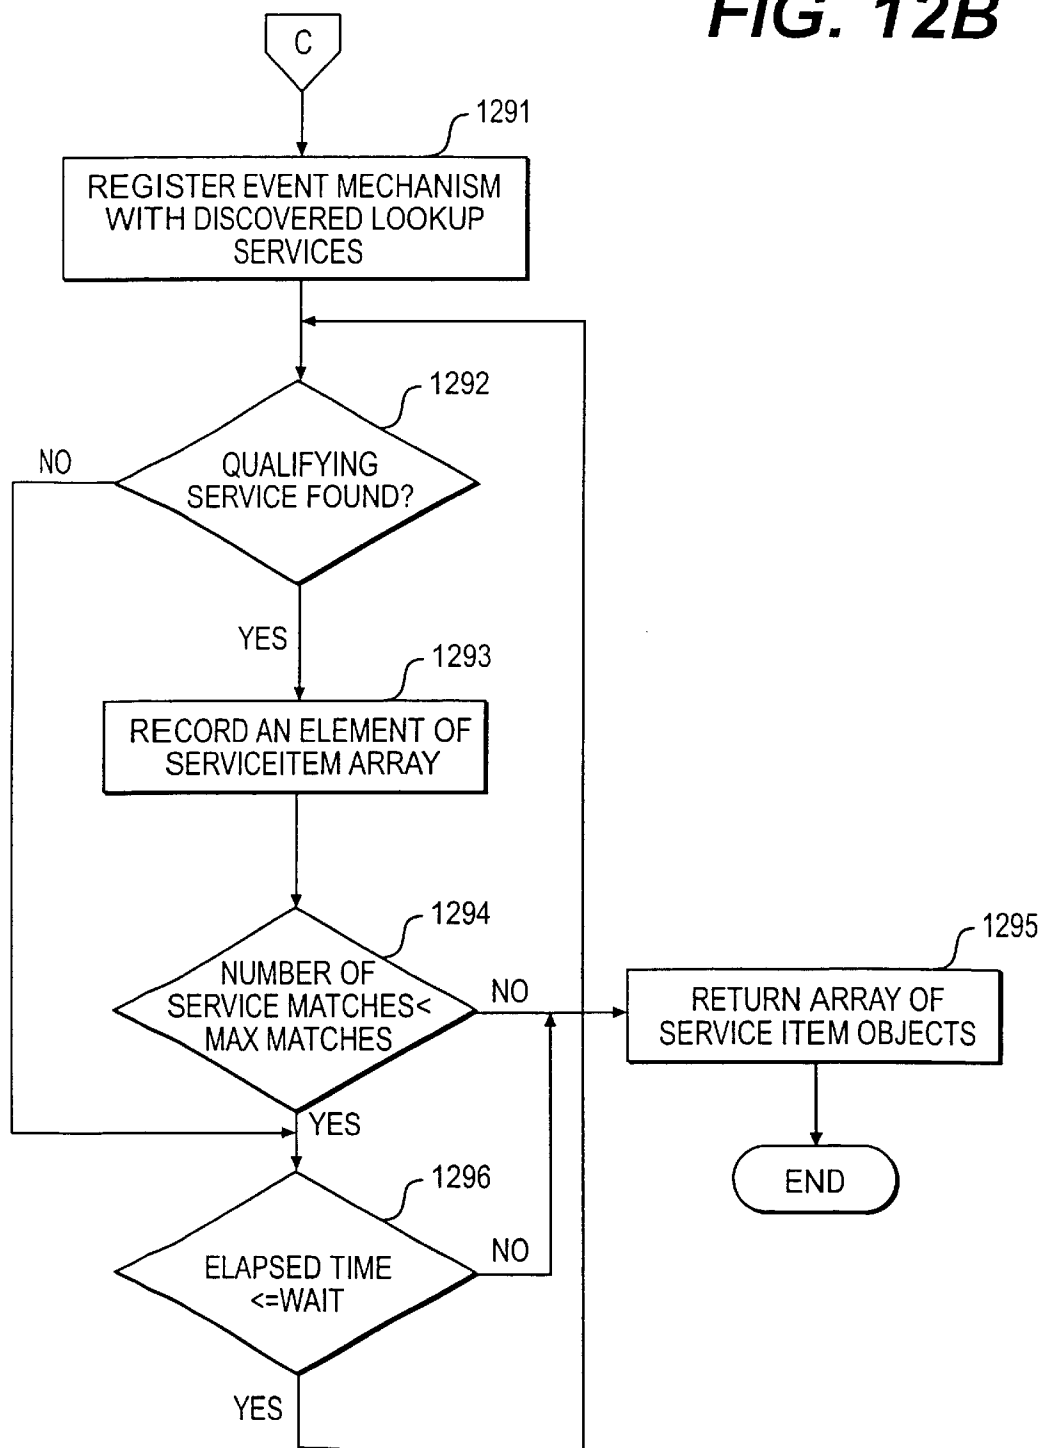 FIG. 12B
C
1291
REGISTER EVENT MECHANISM
WITH DISCOVERED LOOKUP
SERVICES
1292
NO
QUALIFYING
SERVICE FOUND?
YES
1293
RECORD AN ELEMENT OF
SERVICEITEM ARRAY
1294
NUMBER OF
SERVICE MATCHES<
MAX MATCHES
NO
1295
RETURN ARRAY OF
SERVICE ITEM OBJECTS
YES
END
1296
ELAPSED TIME
<=WAIT
NO
YES